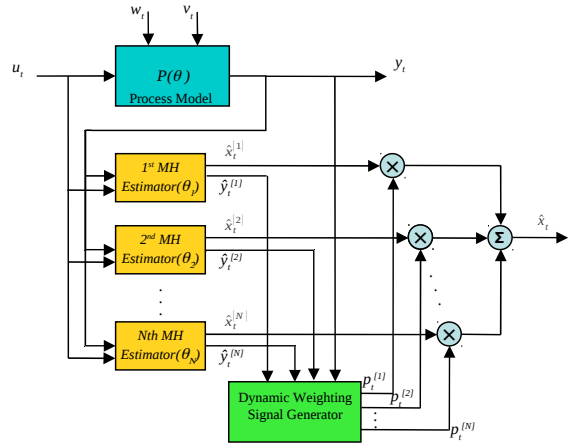 w_t v_t
u_t
P(θ)
Process Model
y_t
1st MH
Estimator(θ_1)
x̂_t^[1]
ŷ_t^[1]
×
2nd MH
Estimator(θ_2)
x̂_t^[2]
ŷ_t^[2]
×
Σ
x̂_t
Nth MH
Estimator(θ_N)
x̂_t^[N]
ŷ_t^[N]
×
Dynamic Weighting
Signal Generator
p_t^[1]
p_t^[2]
p_t^[N]